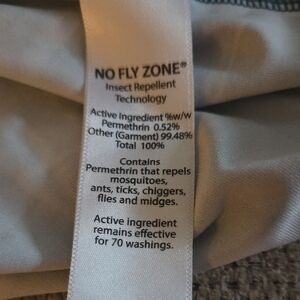 NO FLY ZONE®
Insect Repellent
Technology
Active Ingredient %w/w
Permethrin 0.52%
Other (Garment) 99.48%
Total 100%
Contains
Permethrin that repels
mosquitoes,
ants, ticks, chiggers,
flies and midges.
Active ingredient
remains effective
for 70 washings.